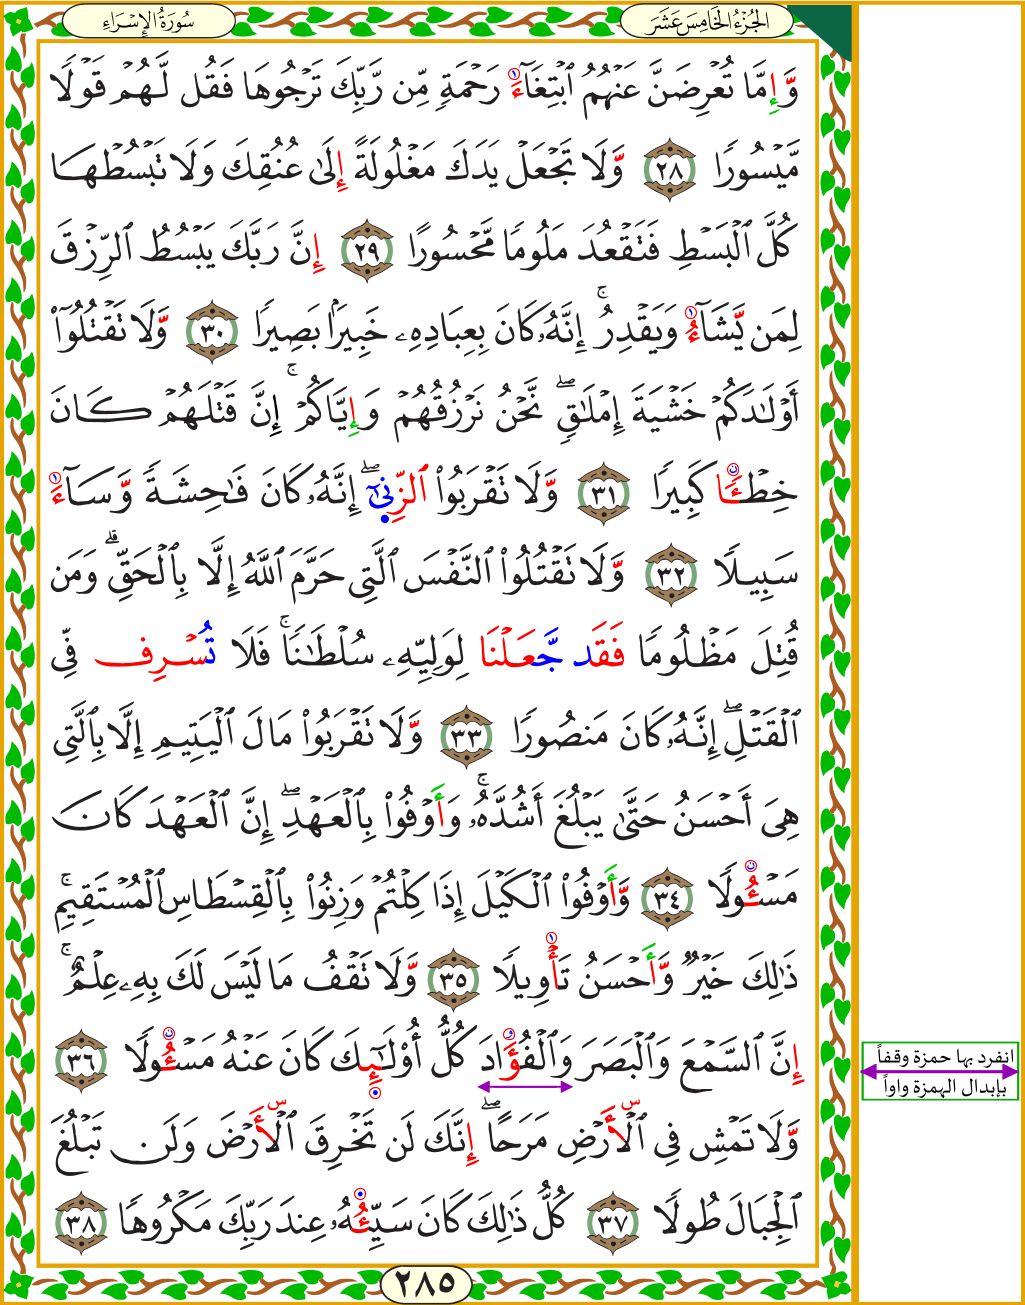 الجُزْءُ الخَامِسَ عَشَرَ
سُورَةُ الإِسْرَاءِ
وَّإِمَّا تُعْرِضَنَّ عَنْهُمُ ٱبْتِغَآءَ رَحْمَةٍ مِّن رَّبِّكَ تَرْجُوهَا فَقُل لَّهُمْ قَوْلًا
مَّيْسُورًا ٢٨ وَّلَا تَجْعَلْ يَدَكَ مَغْلُولَةً إِلَىٰ عُنُقِكَ وَلَا تَبْسُطْهَا
كُلَّ ٱلْبَسْطِ فَتَقْعُدَ مَلُومًا مَّحْسُورًا ٢٩ إِنَّ رَبَّكَ يَبْسُطُ ٱلرِّزْقَ
لِمَن يَّشَآءُ وَيَقْدِرُ ۚ إِنَّهُۥ كَانَ بِعِبَادِهِۦ خَبِيرًۢا بَصِيرًا ٣٠ وَّلَا تَقْتُلُوٓا۟
أَوْلَـٰدَكُمْ خَشْيَةَ إِمْلَـٰقٍ ۖ نَّحْنُ نَرْزُقُهُمْ وَإِيَّاكُمْ ۚ إِنَّ قَتْلَهُمْ كَانَ
خِطْـًٔا كَبِيرًا ٣١ وَّلَا تَقْرَبُوا۟ ٱلزِّنَىٰٓ ۖ إِنَّهُۥ كَانَ فَـٰحِشَةً وَّسَآءَ
سَبِيلًا ٣٢ وَّلَا تَقْتُلُوا۟ ٱلنَّفْسَ ٱلَّتِى حَرَّمَ ٱللَّهُ إِلَّا بِٱلْحَقِّ ۗ وَمَن
قُتِلَ مَظْلُومًا فَقَد جَّعَلْنَا لِوَلِيِّهِۦ سُلْطَـٰنًا ۚ فَلَا تُسْرِف فِّى
ٱلْقَتْلِ ۖ إِنَّهُۥ كَانَ مَنصُورًا ٣٣ وَّلَا تَقْرَبُوا۟ مَالَ ٱلْيَتِيمِ إِلَّا بِٱلَّتِى
هِىَ أَحْسَنُ حَتَّىٰ يَبْلُغَ أَشُدَّهُۥ ۚ وَأَوْفُوا۟ بِٱلْعَهْدِ ۖ إِنَّ ٱلْعَهْدَ كَانَ
مَسْـُٔولًا ٣٤ وَّأَوْفُوا۟ ٱلْكَيْلَ إِذَا كِلْتُمْ وَزِنُوا۟ بِٱلْقِسْطَاسِ ٱلْمُسْتَقِيمِ ۚ
ذَٰلِكَ خَيْرٌ وَّأَحْسَنُ تَأْوِيلًا ٣٥ وَّلَا تَقْفُ مَا لَيْسَ لَكَ بِهِۦ عِلْمٌ ۚ
إِنَّ ٱلسَّمْعَ وَٱلْبَصَرَ وَٱلْفُؤَادَ كُلُّ أُو۟لَـٰٓئِكَ كَانَ عَنْهُ مَسْـُٔولًا ٣٦
انفرد بها حمزة وقفاً
بإبدال الهمزة واواً
وَّلَا تَمْشِ فِى ٱلْأَرْضِ مَرَحًا ۖ إِنَّكَ لَن تَخْرِقَ ٱلْأَرْضَ وَلَن تَبْلُغَ
ٱلْجِبَالَ طُولًا ٣٧ كُلُّ ذَٰلِكَ كَانَ سَيِّئُهُۥ عِندَ رَبِّكَ مَكْرُوهًا ٣٨
٢٨٥